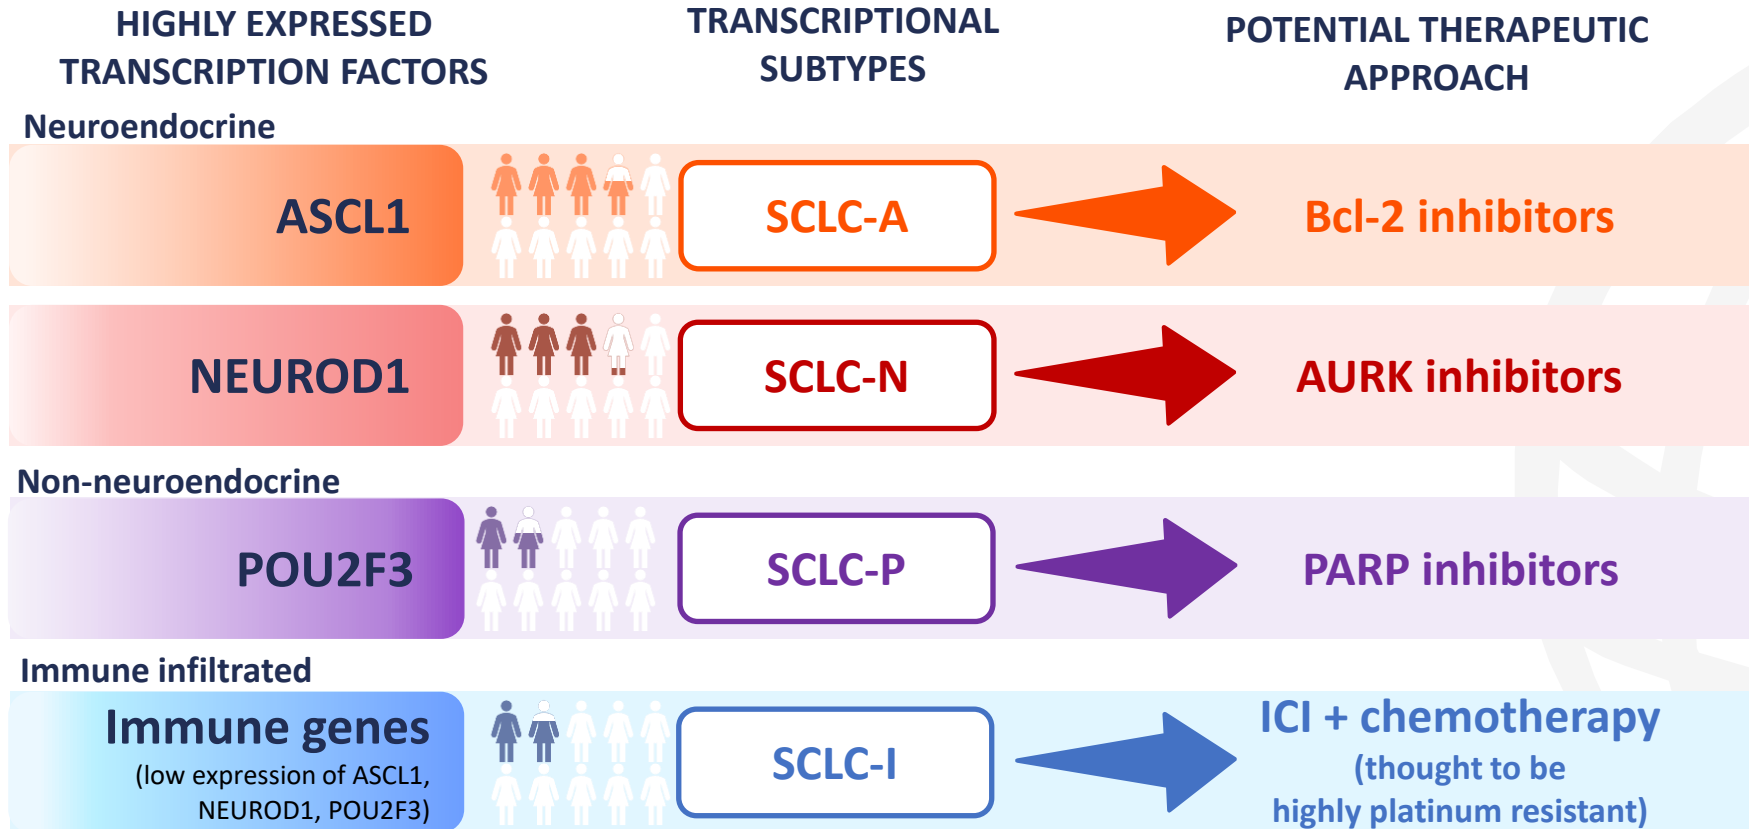 HIGHLY EXPRESSED
TRANSCRIPTION FACTORS
TRANSCRIPTIONAL
SUBTYPES
POTENTIAL THERAPEUTIC
APPROACH
Neuroendocrine
ASCL1
SCLC-A
Bcl-2 inhibitors
NEUROD1
SCLC-N
AURK inhibitors
Non-neuroendocrine
POU2F3
SCLC-P
PARP inhibitors
Immune infiltrated
Immune genes
(low expression of ASCL1,
NEUROD1, POU2F3)
SCLC-I
ICI + chemotherapy
(thought to be
highly platinum resistant)